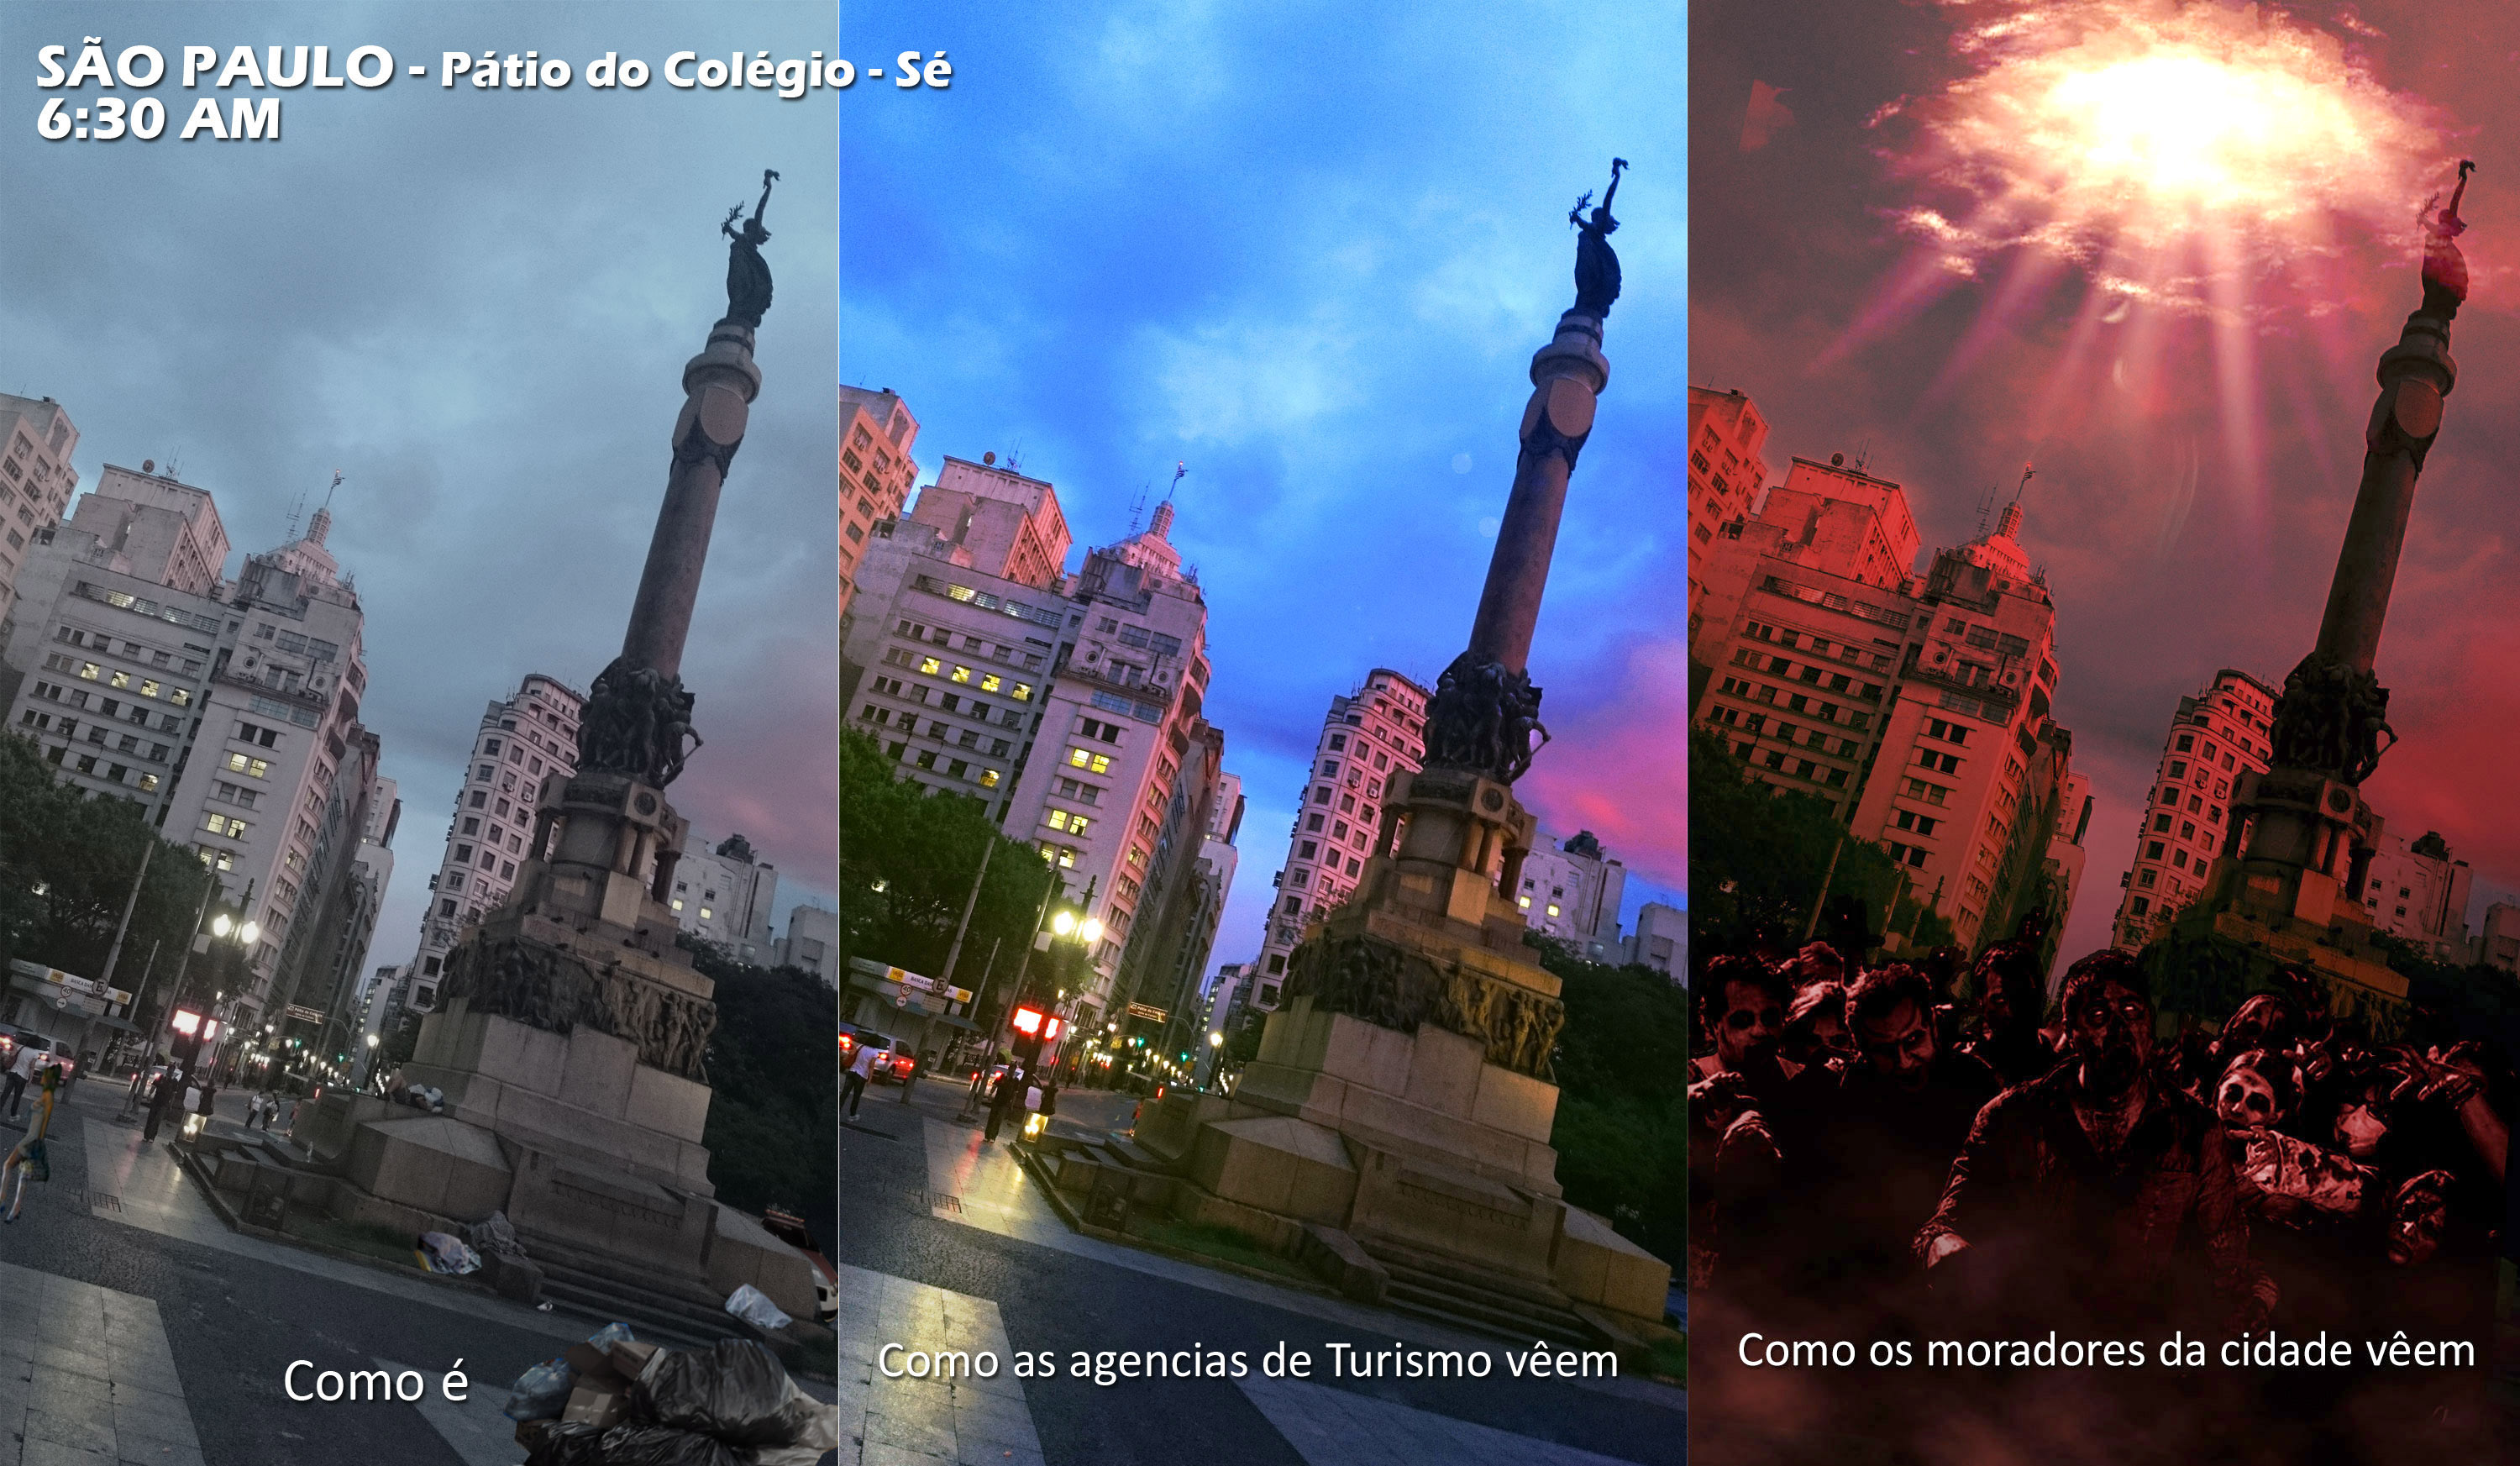 SÃO PAULO - Pátio do Colégio - Sé
6:30 AM
Como é
Como as agencias de Turismo vêem
Como os moradores da cidade vêem